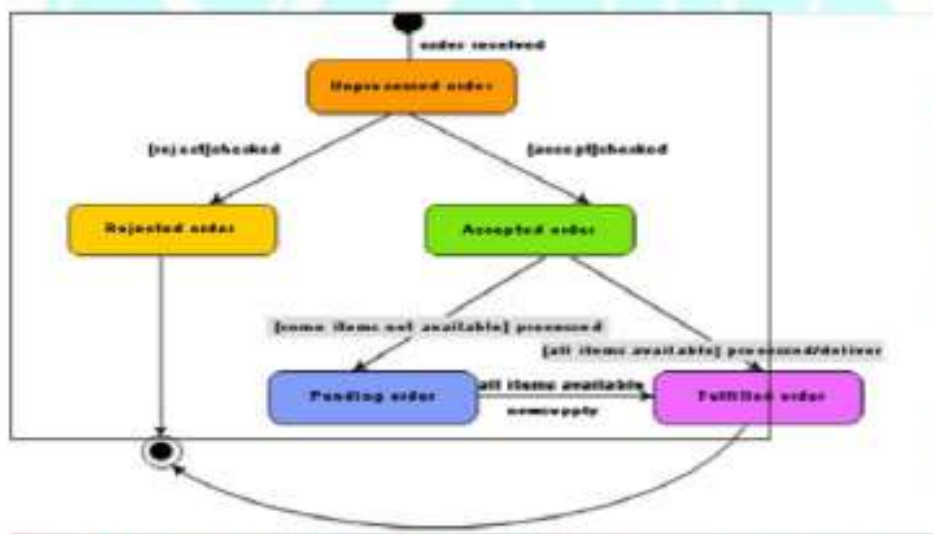 order received
Unprocessed order
[reject]checked
[accept]checked
Rejected order
Accepted order
[some items not available] processed
[all items available] processed/deliver
Pending order
all items available
newsupply
Fulfilled order